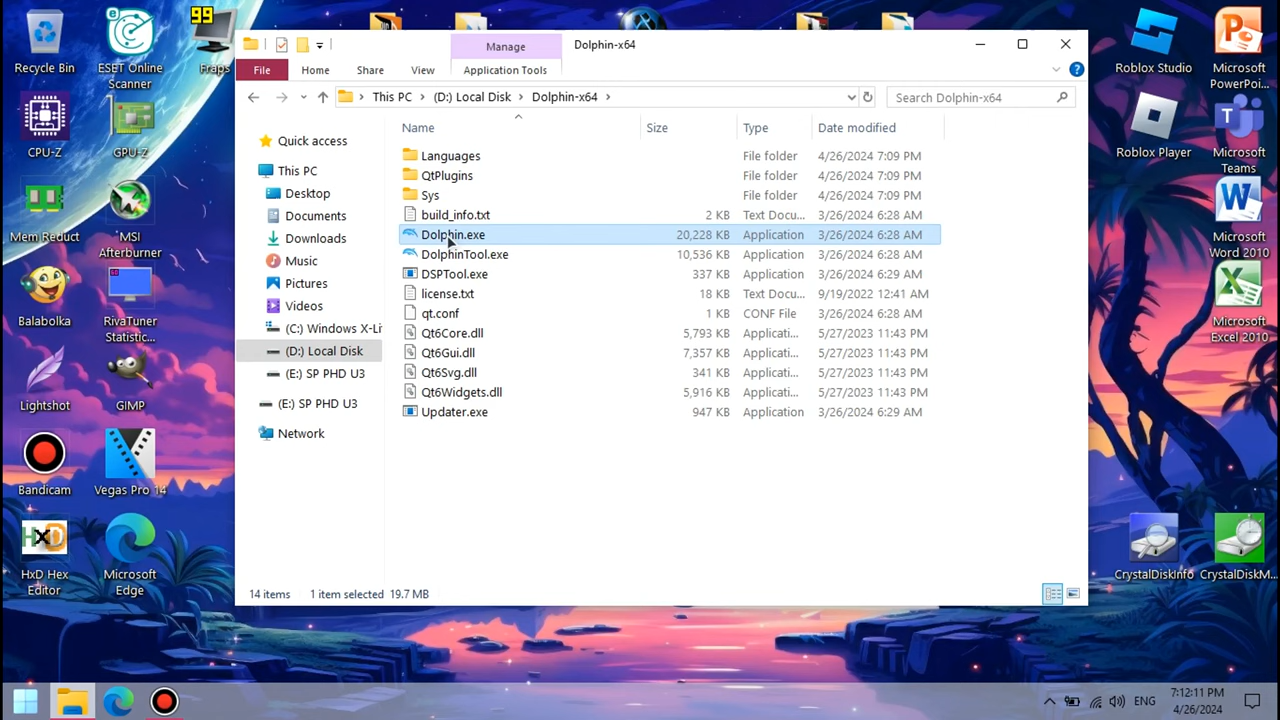 Recycle Bin
ESET Online
Scanner
99
Fraps
CPU-Z
GPU-Z
Mem Reduct
MSI
Afterburner
Balabolka
RivaTuner
Statistic...
Lightshot
GIMP
Bandicam
Vegas Pro 14
HxD Hex
Editor
Microsoft
Edge
Manage
Dolphin-x64
File
Home
Share
View
Application Tools
This PC
(D:) Local Disk
Dolphin-x64
Search Dolphin-x64
Quick access
This PC
Desktop
Documents
Downloads
Music
Pictures
Videos
(C:) Windows X-Li
(D:) Local Disk
(E:) SP PHD U3
(E:) SP PHD U3
Network
Name Size Type Date modified
Languages File folder 4/26/2024 7:09 PM
QtPlugins File folder 4/26/2024 7:09 PM
Sys File folder 4/26/2024 7:09 PM
build_info.txt 2 KB Text Docu... 3/26/2024 6:28 AM
Dolphin.exe 20,228 KB Application 3/26/2024 6:28 AM
DolphinTool.exe 10,536 KB Application 3/26/2024 6:28 AM
DSPTool.exe 337 KB Application 3/26/2024 6:29 AM
license.txt 18 KB Text Docu... 9/19/2022 12:41 AM
qt.conf 1 KB CONF File 3/26/2024 6:28 AM
Qt6Core.dll 5,793 KB Applicati... 5/27/2023 11:43 PM
Qt6Gui.dll 7,357 KB Applicati... 5/27/2023 11:43 PM
Qt6Svg.dll 341 KB Applicati... 5/27/2023 11:43 PM
Qt6Widgets.dll 5,916 KB Applicati... 5/27/2023 11:43 PM
Updater.exe 947 KB Application 3/26/2024 6:29 AM
14 items 1 item selected 19.7 MB
Roblox Studio
Microsoft
PowerPoi...
Roblox Player
Microsoft
Teams
Microsoft
Word 2010
Microsoft
Excel 2010
CrystalDiskInfo
CrystalDiskM...
ENG
7:12:11 PM
4/26/2024